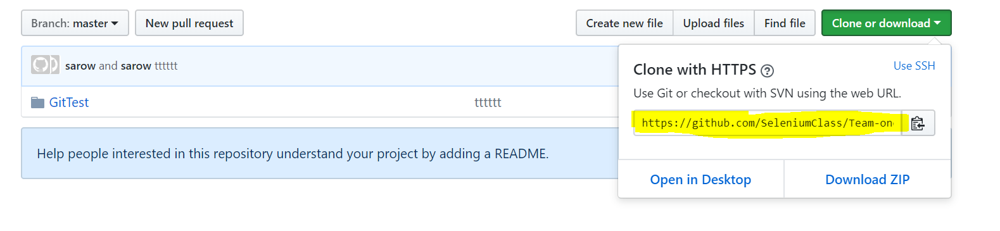 Branch: master
New pull request
Create new file
Upload files
Find file
Clone or download
sarow and sarow tttttt
GitTest
tttttt
Help people interested in this repository understand your project by adding a README.
Clone with HTTPS ?
Use SSH
Use Git or checkout with SVN using the web URL.
https://github.com/SeleniumClass/Team-on
Open in Desktop
Download ZIP